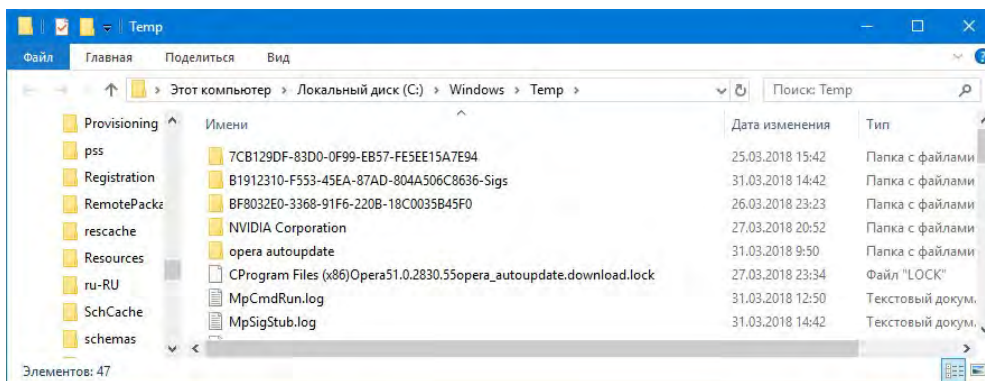 Temp
Файл Главная Поделиться Вид
Этот компьютер > Локальный диск (C:) > Windows > Temp > Поиск: Temp
Provisioning Имени Дата изменения Тип
pss 7CB129DF-83D0-0F99-EB57-FE5EE15A7E94 25.03.2018 15:42 Папка с файлами
Registration B1912310-F553-45EA-87AD-804A506C8636-Sigs 31.03.2018 14:42 Папка с файлами
RemotePacka BF8032E0-3368-91F6-220B-18C0035B45F0 26.03.2018 23:23 Папка с файлами
rescache NVIDIA Corporation 27.03.2018 20:52 Папка с файлами
Resources opera autoupdate 31.03.2018 9:50 Папка с файлами
ru-RU CProgram Files (x86)Opera51.0.2830.55opera_autoupdate.download.lock 27.03.2018 23:34 Файл "LOCK"
SchCache MpCmdRun.log 31.03.2018 12:50 Текстовый докум.
schemas MpSigStub.log 31.03.2018 14:42 Текстовый докум.
Элементов: 47